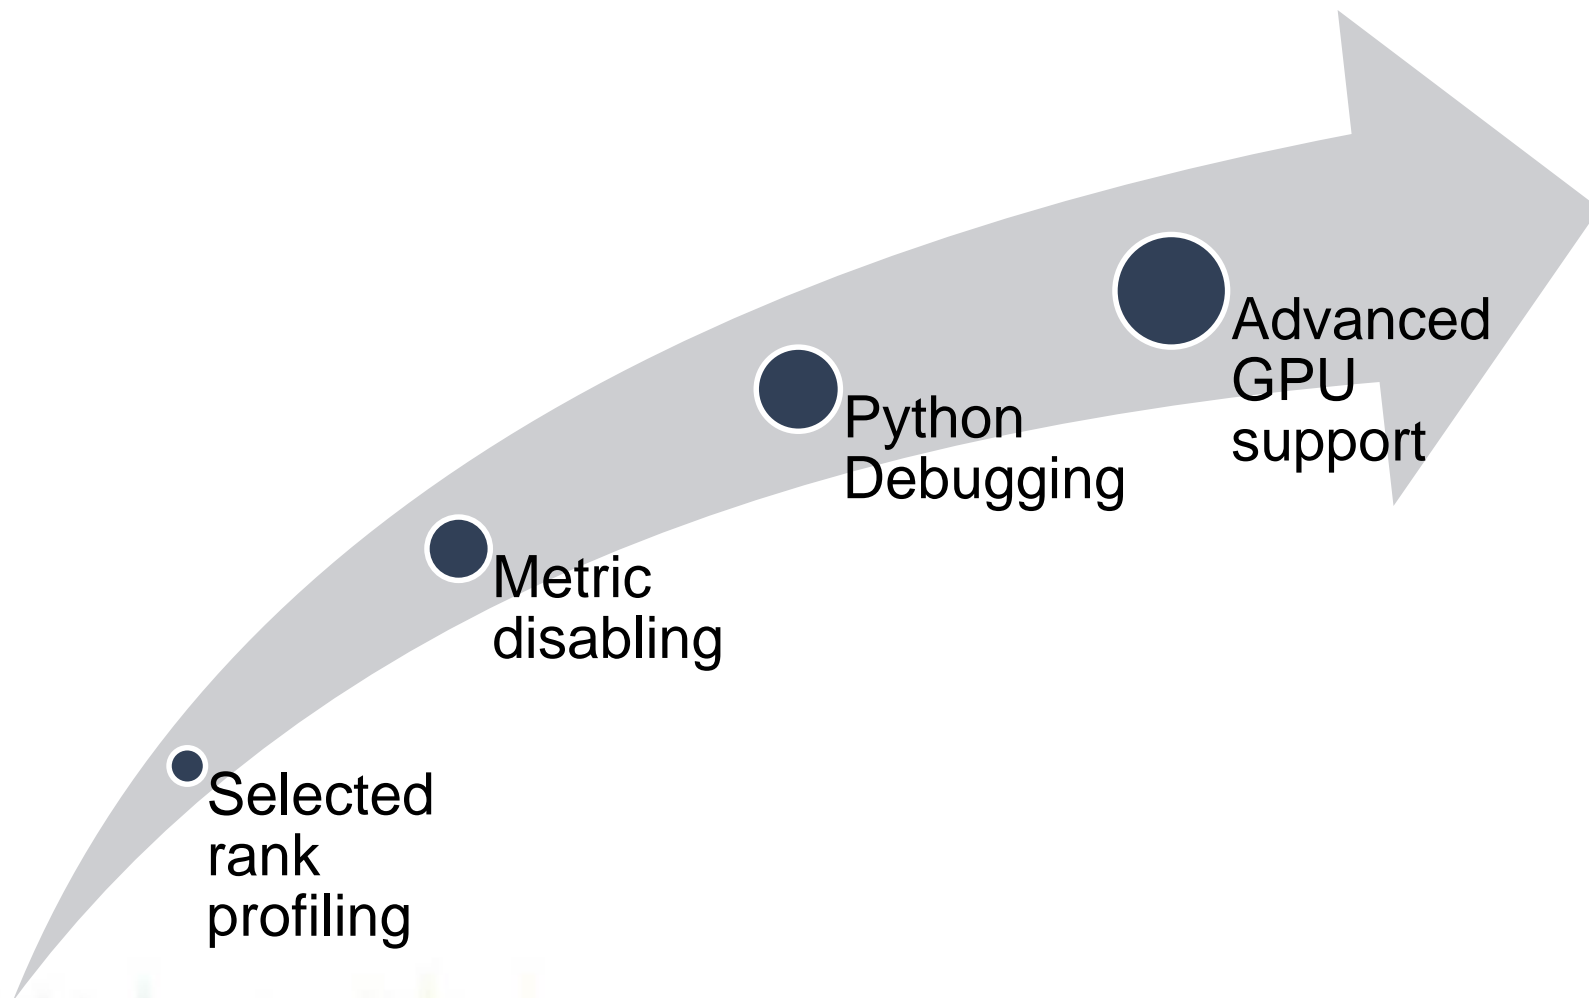 Advanced
GPU
support
Python
Debugging
Metric
disabling
Selected
rank
profiling